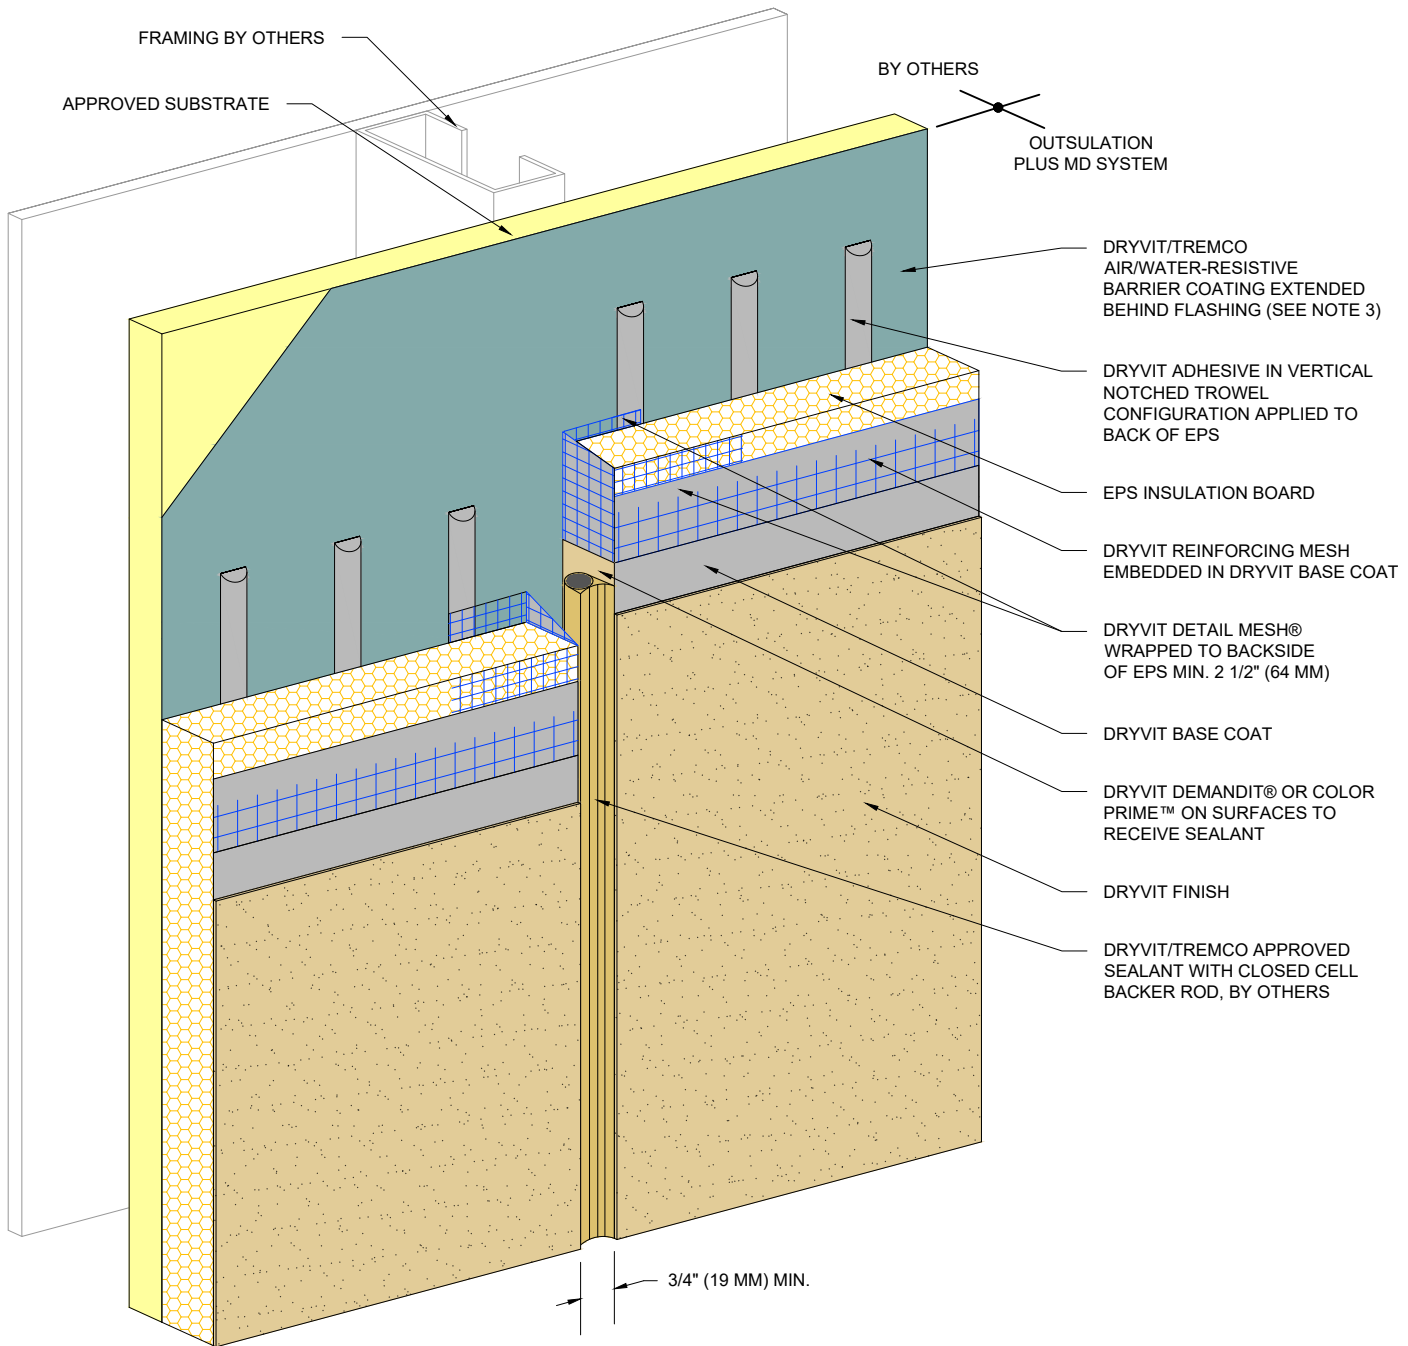 FRAMING BY OTHERS
APPROVED SUBSTRATE
BY OTHERS
OUTSULATION
PLUS MD SYSTEM
DRYVIT/TREMCO
AIR/WATER-RESISTIVE
BARRIER COATING EXTENDED
BEHIND FLASHING (SEE NOTE 3)
DRYVIT ADHESIVE IN VERTICAL
NOTCHED TROWEL
CONFIGURATION APPLIED TO
BACK OF EPS
EPS INSULATION BOARD
DRYVIT REINFORCING MESH
EMBEDDED IN DRYVIT BASE COAT
DRYVIT DETAIL MESH®
WRAPPED TO BACKSIDE
OF EPS MIN. 2 1/2" (64 MM)
DRYVIT BASE COAT
DRYVIT DEMANDIT® OR COLOR
PRIME™ ON SURFACES TO
RECEIVE SEALANT
DRYVIT FINISH
DRYVIT/TREMCO APPROVED
SEALANT WITH CLOSED CELL
BACKER ROD, BY OTHERS
3/4" (19 MM) MIN.